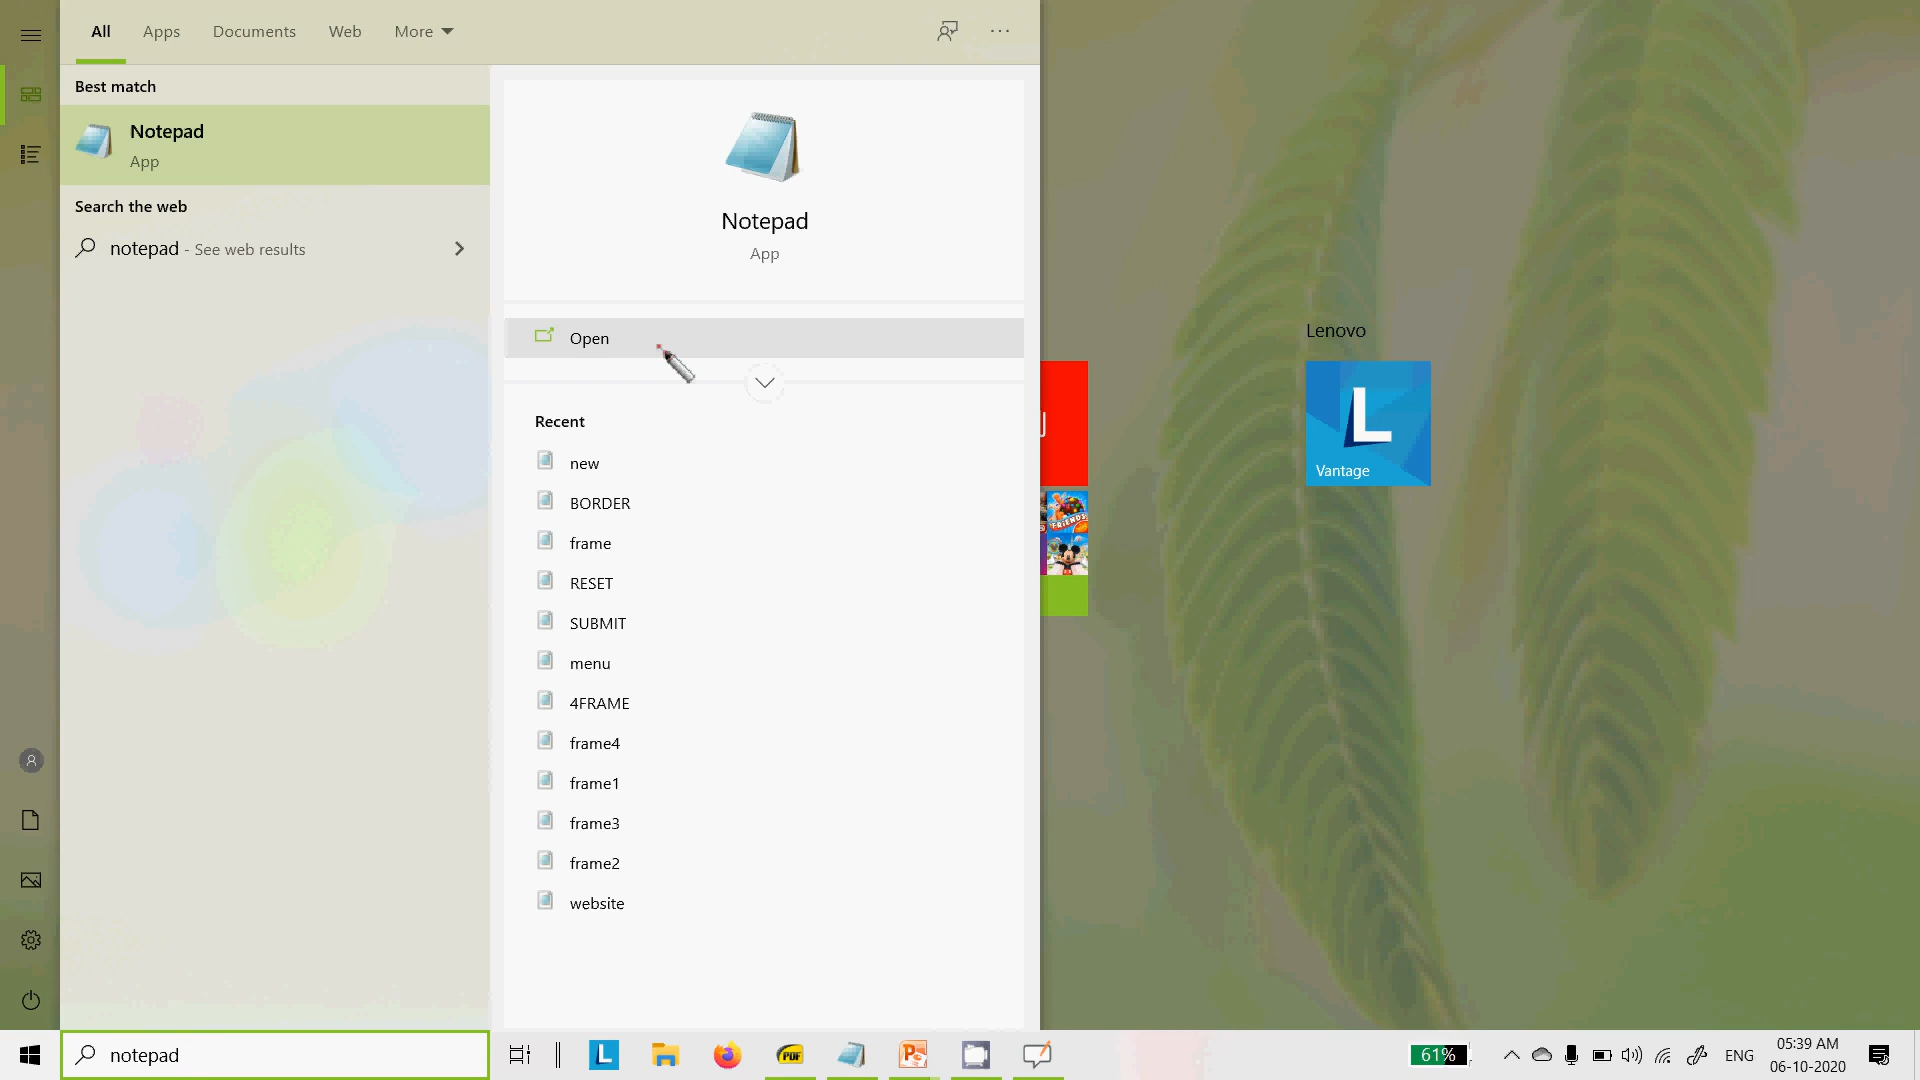 All
Apps
Documents
Web
More
Best match
Notepad
App
Search the web
notepad - See web results
Notepad
App
Open
Recent
new
BORDER
frame
RESET
SUBMIT
menu
4FRAME
frame4
frame1
frame3
frame2
website
Lenovo
L
Vantage
FRIENDS
notepad
L
PDF
61%
ENG
05:39 AM
06-10-2020